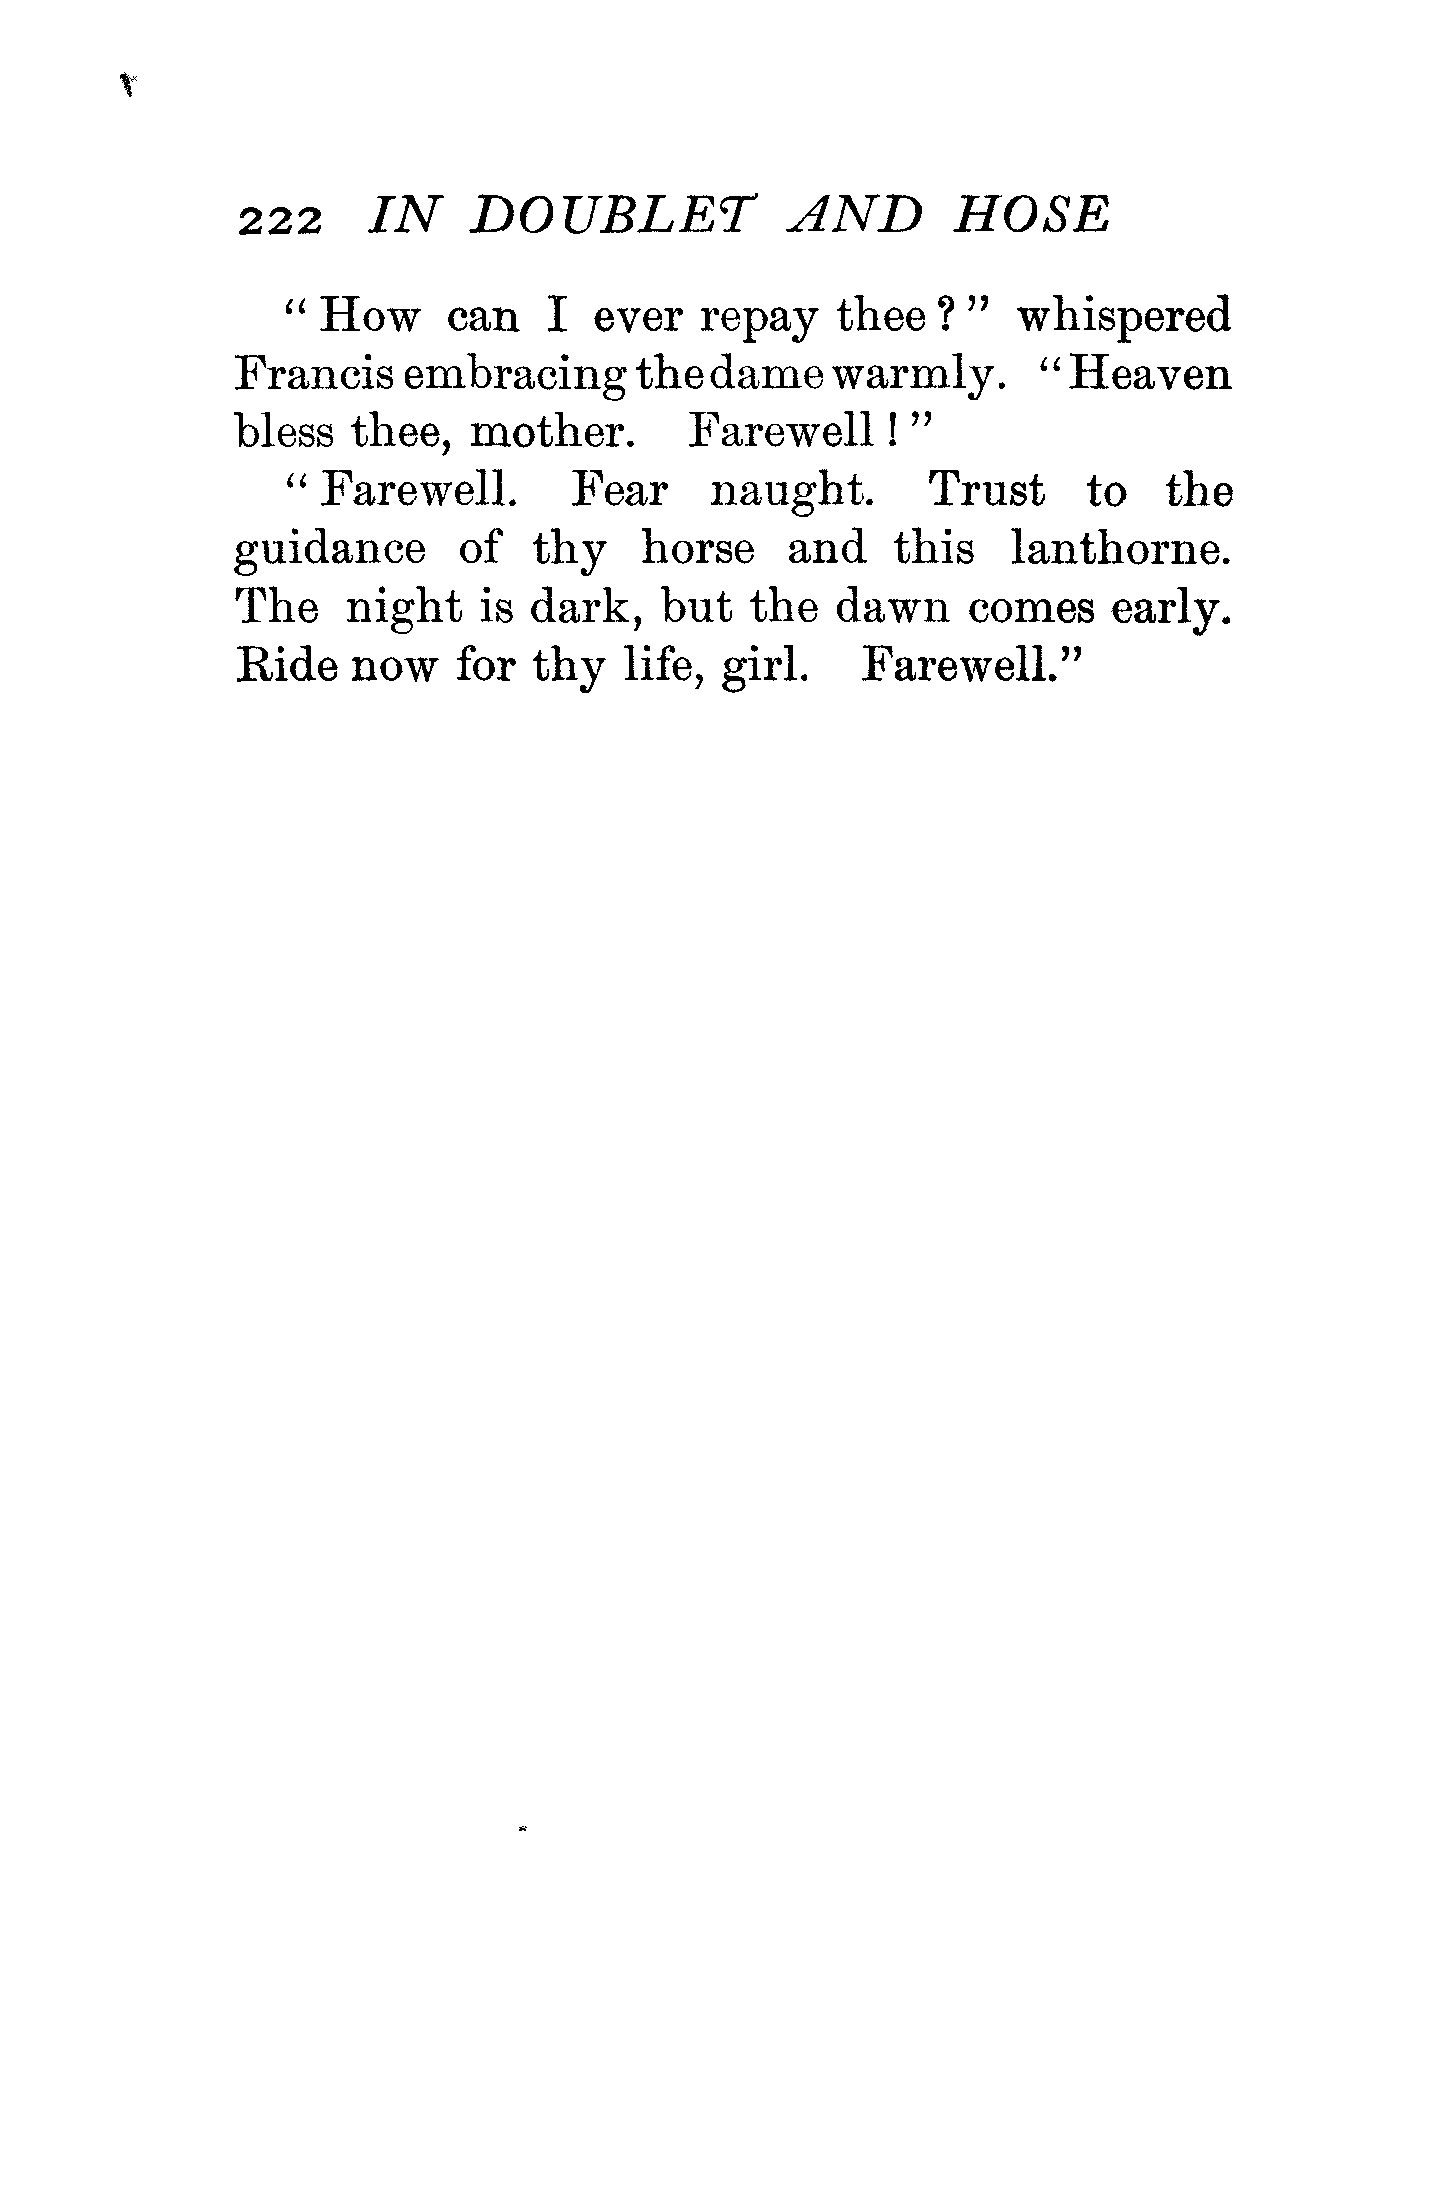 222 IN DOUBLET AND HOSE
“How can I ever repay thee?” whispered
Francis embracing the dame warmly. “Heaven
bless thee, mother. Farewell!”
“Farewell. Fear naught. Trust to the
guidance of thy horse and this lanthorne.
The night is dark, but the dawn comes early.
Ride now for thy life, girl. Farewell.”